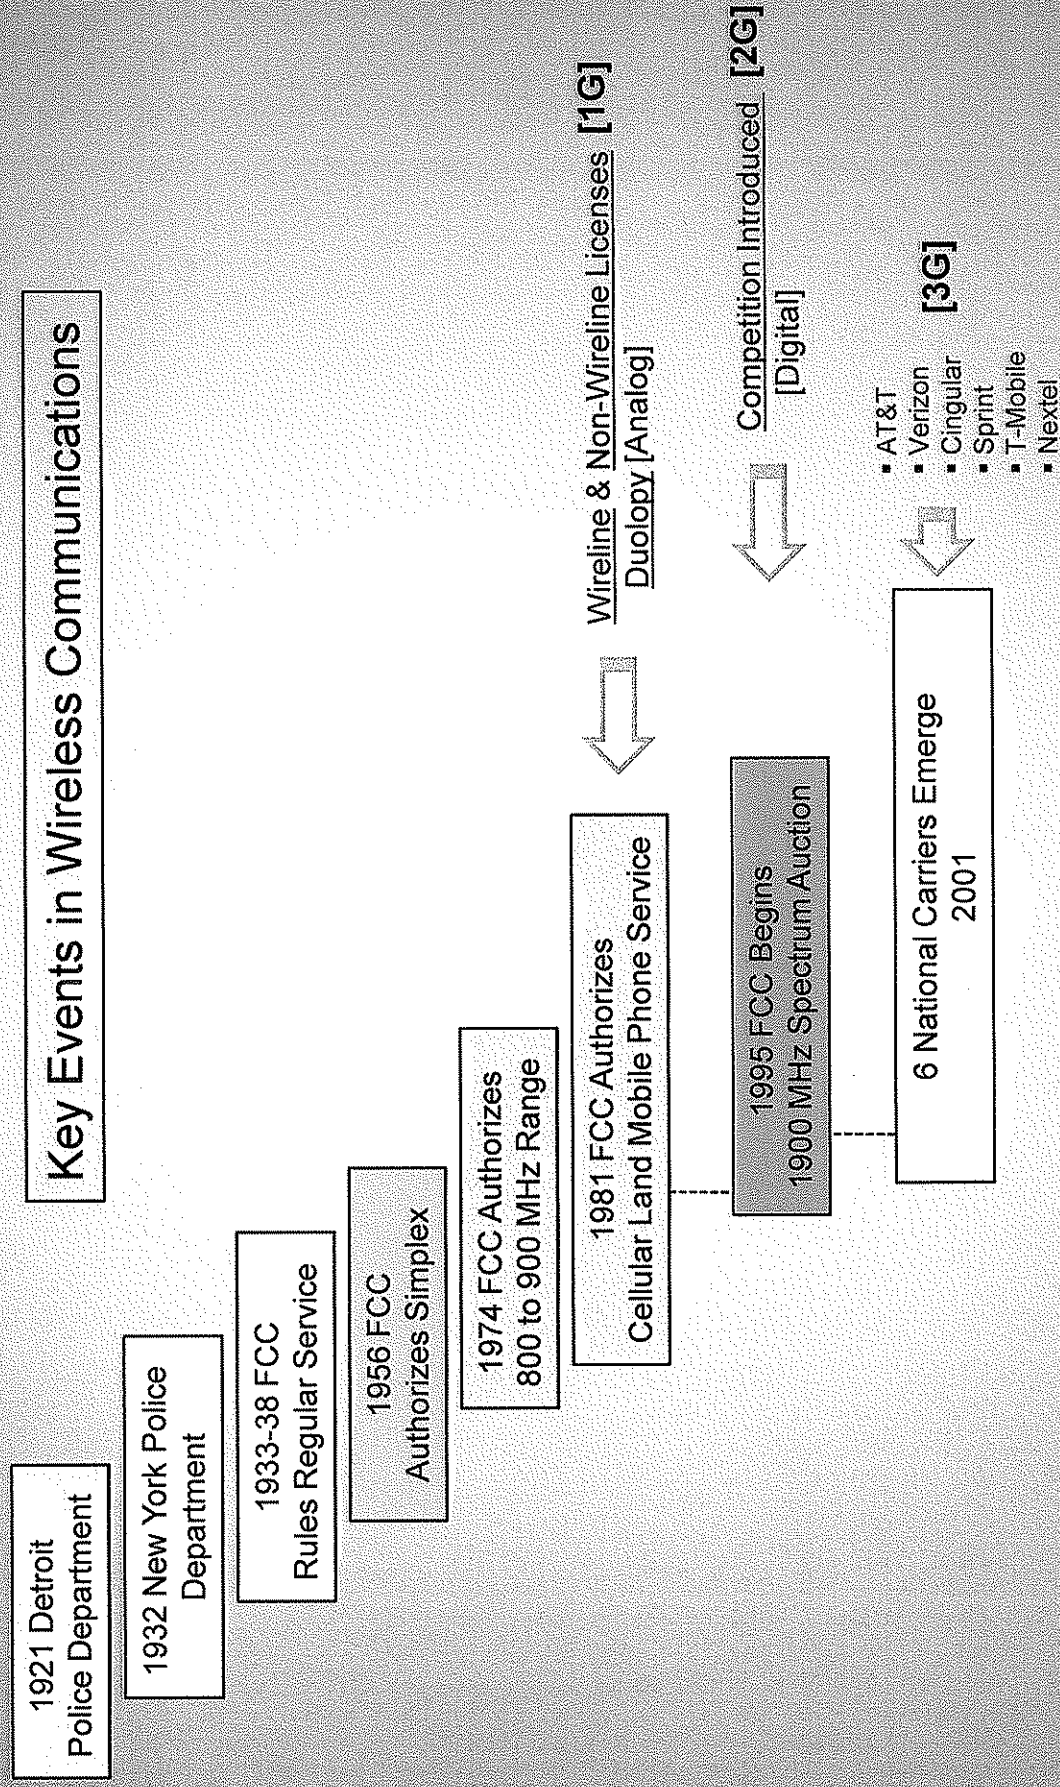 Key Events in Wireless Communications
1921 Detroit
Police Department
1932 New York Police
Department
1933-38 FCC
Rules Regular Service
1956 FCC
Authorizes Simplex
1974 FCC Authorizes
800 to 900 MHz Range
1981 FCC Authorizes
Cellular Land Mobile Phone Service
Wireline & Non-Wireline Licenses [1G]
Duolopy [Analog]
1995 FCC Begins
1900 MHz Spectrum Auction
Competition Introduced [2G]
[Digital]
6 National Carriers Emerge
2001
▪ AT&T
▪ Verizon
▪ Cingular
▪ Sprint
▪ T-Mobile
▪ Nextel
[3G]